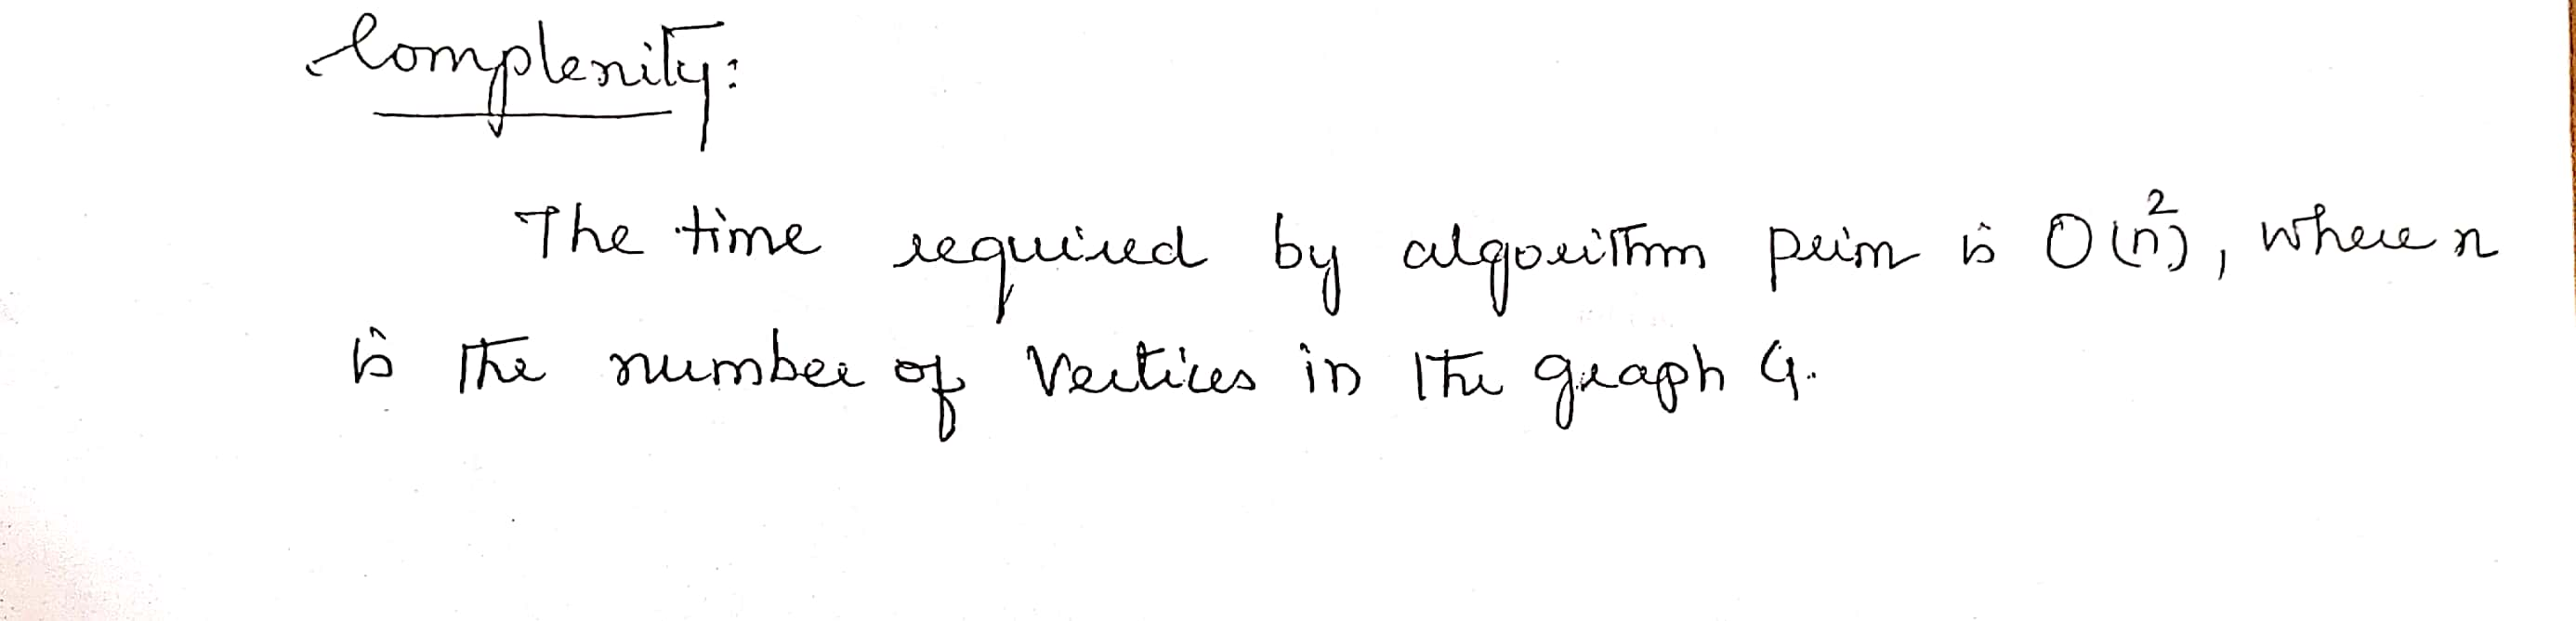 Complexity:
The time required by algorithm prim is O(n²), where n
is the number of Vertices in the graph G.